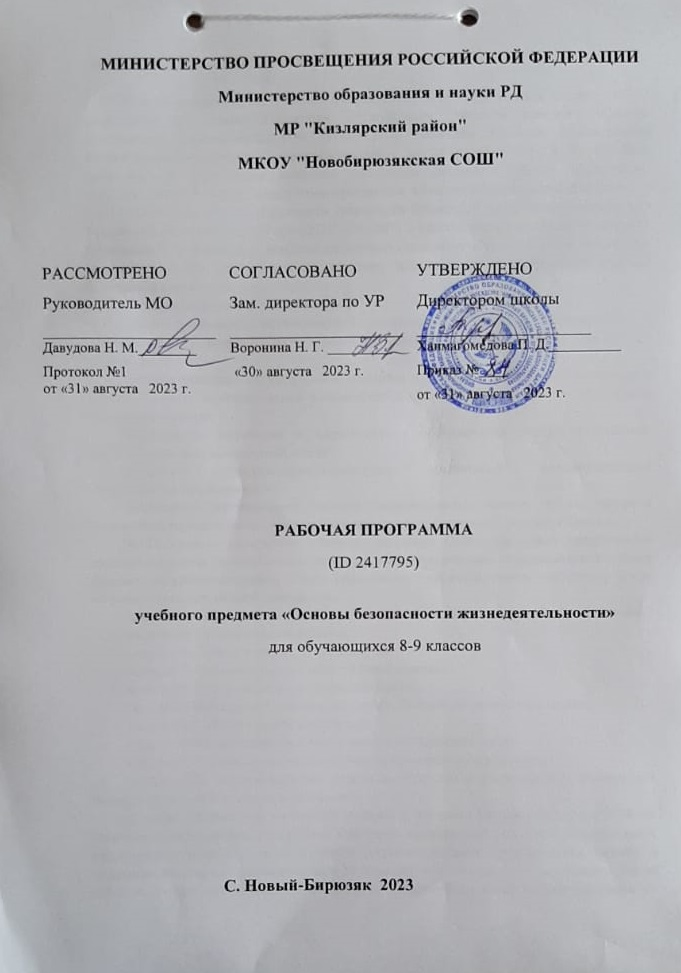 МИНИСТЕРСТВО ПРОСВЕЩЕНИЯ РОССИЙСКОЙ ФЕДЕРАЦИИ
Министерство образования и науки РД
МР "Кизлярский район"
МКОУ "Новобирюзякская СОШ"
РАССМОТРЕНО
Руководитель МО
Давудова Н. М.
Протокол №1
от «31» августа 2023 г.
СОГЛАСОВАНО
Зам. директора по УР
Воронина Н. Г.
«30» августа 2023 г.
УТВЕРЖДЕНО
Директором школы
Ханмагомедова П. Д.
Приказ №
от «31» августа 2023 г.
РАБОЧАЯ ПРОГРАММА
(ID 2417795)
учебного предмета «Основы безопасности жизнедеятельности»
для обучающихся 8-9 классов
С. Новый-Бирюзяк 2023